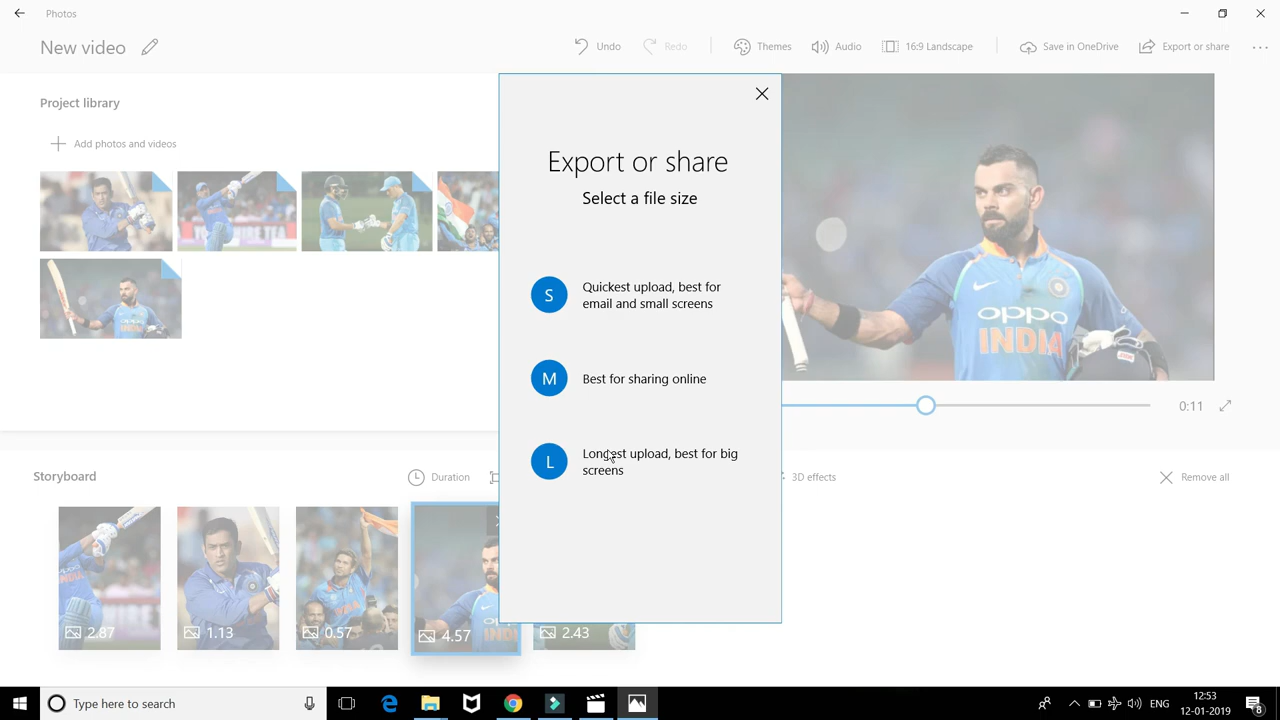 Photos
New video
Undo
Redo
Themes
Audio
16:9 Landscape
Save in OneDrive
Export or share
Project library
Add photos and videos
Export or share
Select a file size
S
Quickest upload, best for
email and small screens
M
Best for sharing online
L
Longest upload, best for big
screens
oppo
INDIA
0:11
Storyboard
Duration
3D effects
Remove all
2.87
1.13
0.57
4.57
2.43
Type here to search
ENG
12:53
12-01-2019
8